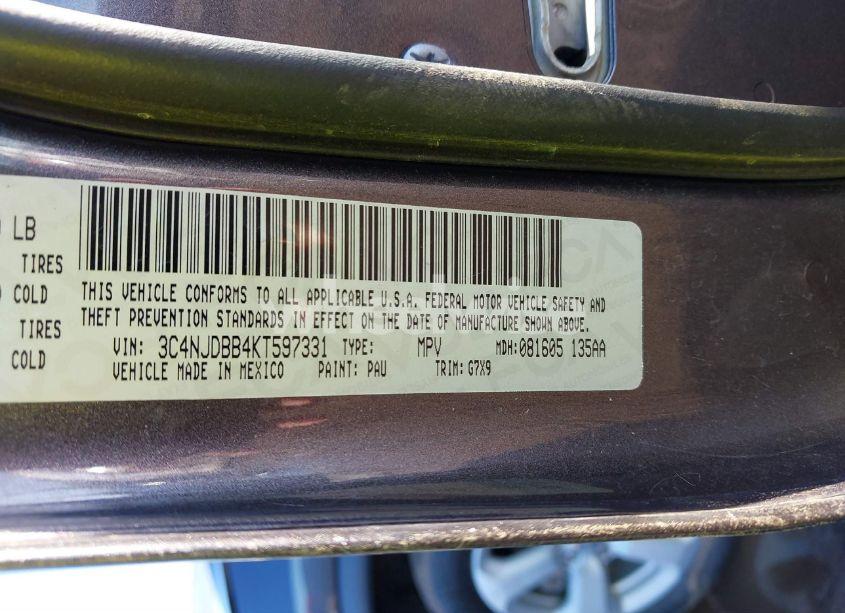 LB
TIRES
COLD
TIRES
COLD
THIS VEHICLE CONFORMS TO ALL APPLICABLE U.S.A. FEDERAL MOTOR VEHICLE SAFETY AND
THEFT PREVENTION STANDARDS IN EFFECT ON THE DATE OF MANUFACTURE SHOWN ABOVE.
VIN: 3C4NJDBB4KT597331 TYPE: MPV MDH:081605 135AA
VEHICLE MADE IN MEXICO PAINT: PAU TRIM: G7X9